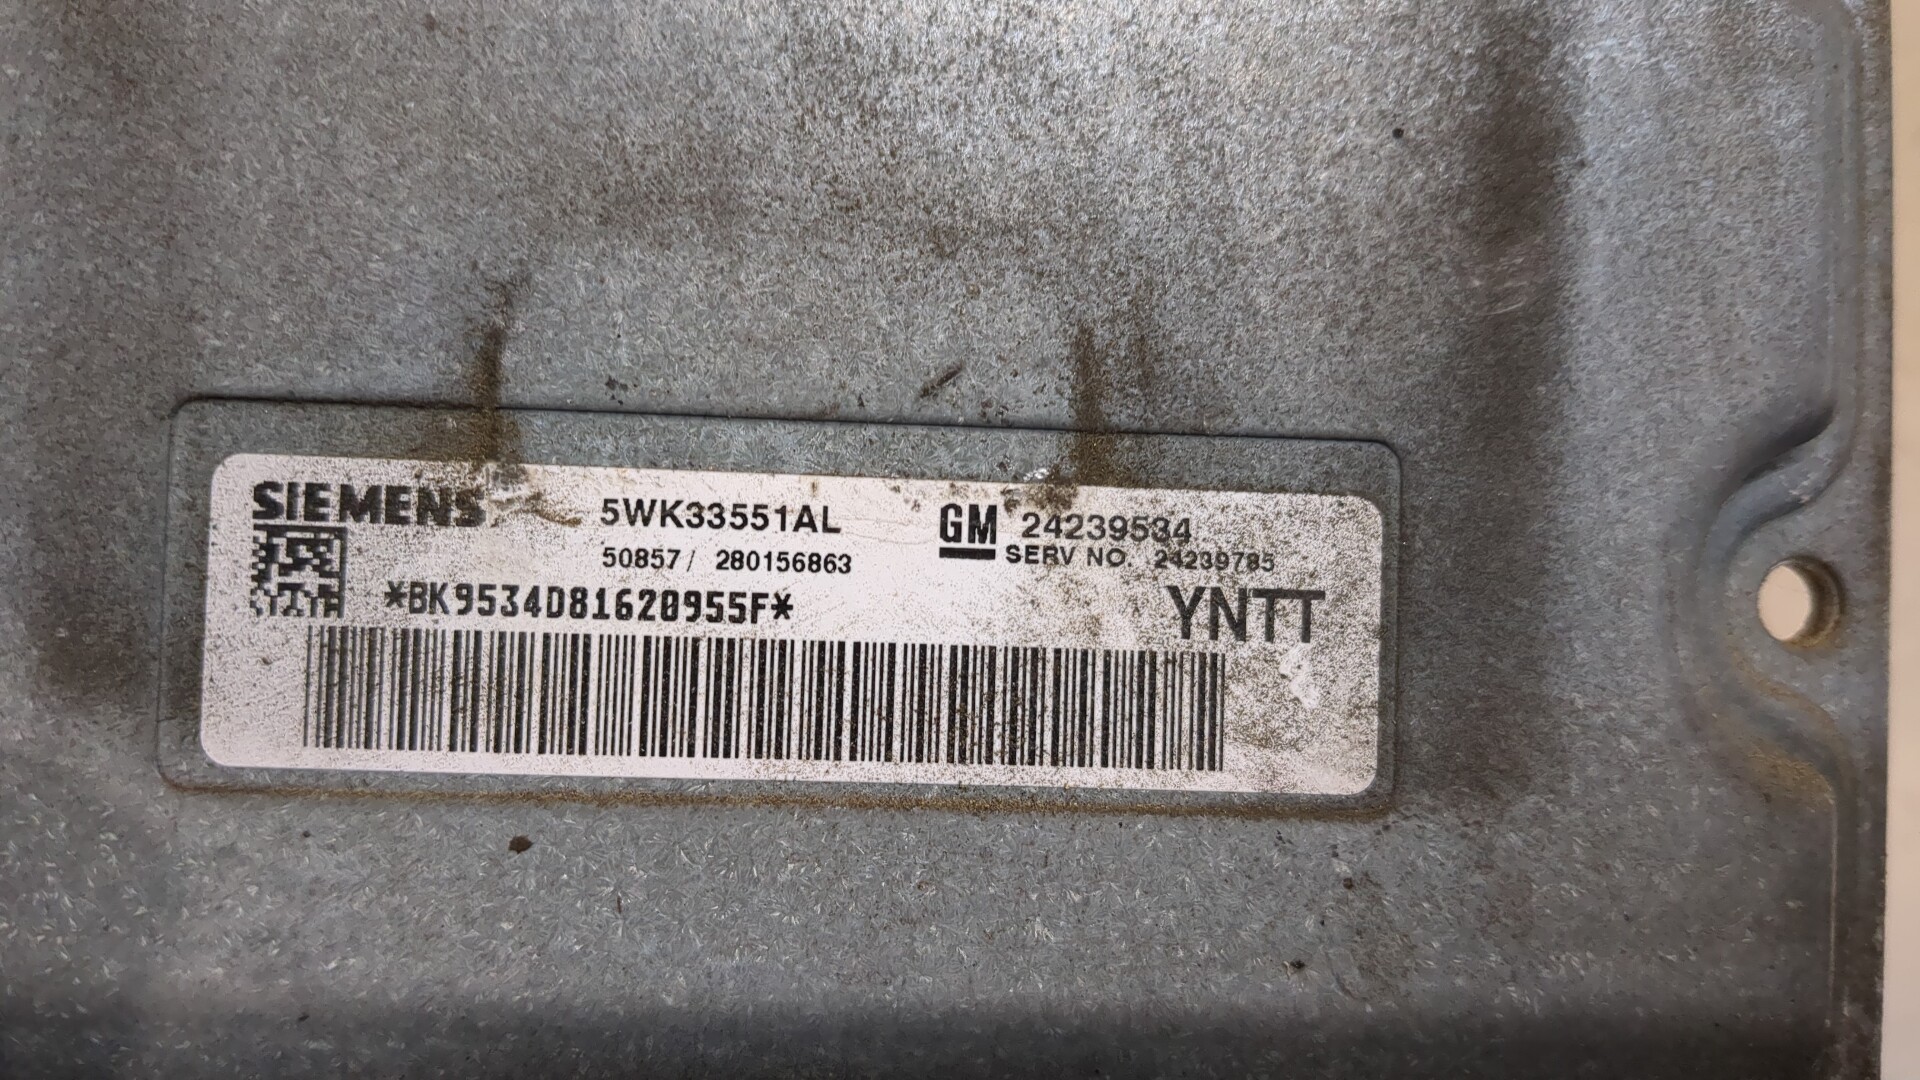 SIEMENS 5WK33551AL GM 24239534
50857/ 280156863 SERV NO. 24239785
*BK9534D81620955F* YNTT